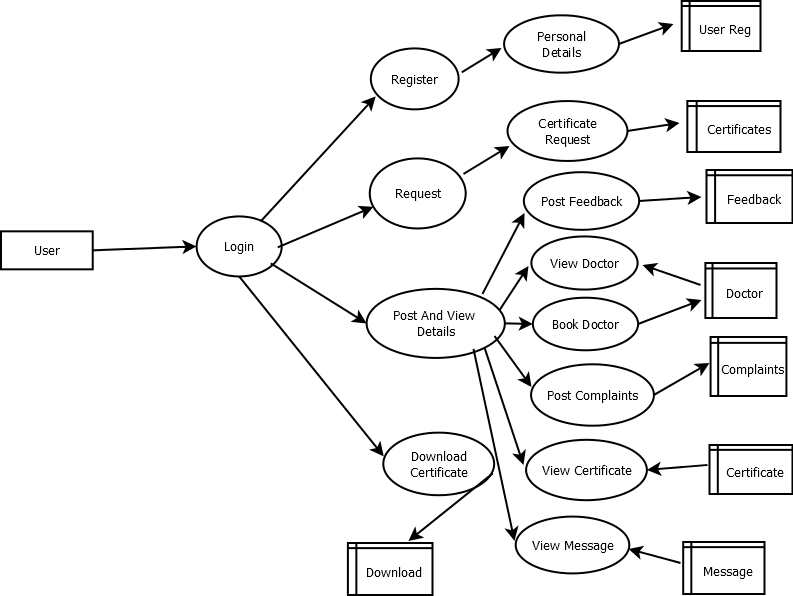 User Reg
Personal
Details
Register
Certificates
Certificate
Request
Request
Post Feedback
Feedback
User
Login
View Doctor
Doctor
Post And View
Details
Book Doctor
Complaints
Post Complaints
Download
Certificate
View Certificate
Certificate
View Message
Message
Download